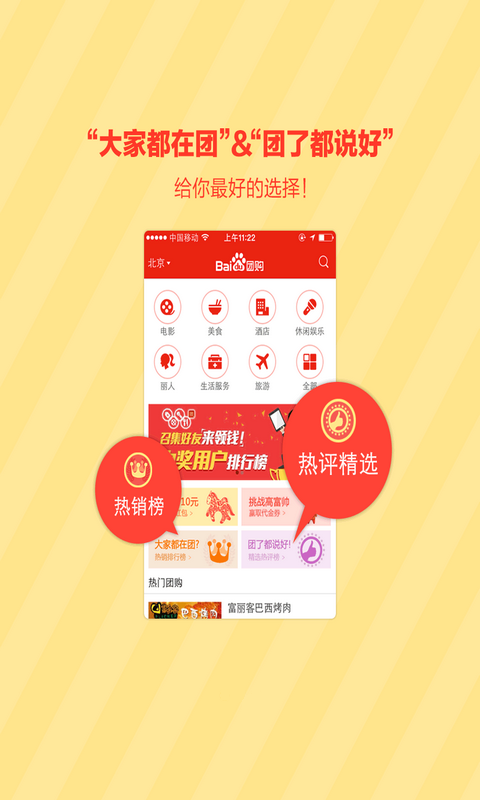 “大家都在团”&“团了都说好”
给你最好的选择！
中国移动 上午11:22
北京 Bai 团购
电影 美食 酒店 休闲娱乐
丽人 生活服务 旅游
召集好友来领钱！
奖用户排行榜
热评精选
热销榜
10元 挑战高富帅
包 赢取代金券
大家都在团? 团了都说好!
热销排行榜 精选热评榜
热门团购
富丽客巴西烤肉
巴西烤肉